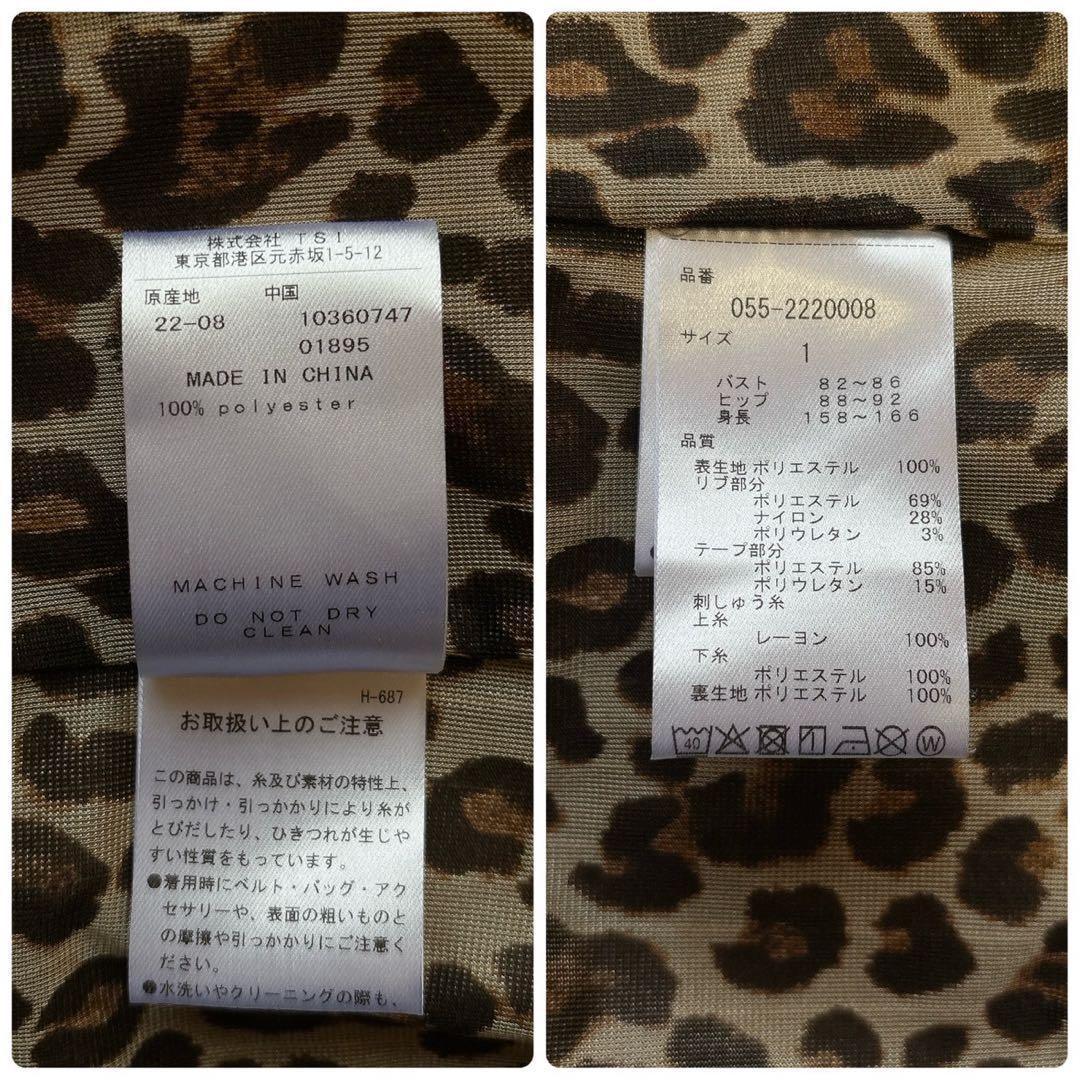 株式会社 TSI
東京都港区元赤坂1-5-12
原産地 中国
22-08 10360747
01895
MADE IN CHINA
100% polyester
MACHINE WASH
DO NOT DRY
CLEAN
H-687
お取扱い上のご注意
この商品は、糸及び素材の特性上、
引っかけ・引っかかりにより糸が
とびだしたり、ひきつれが生じや
すい性質をもっています。
●着用時にベルト・バッグ・アク
セサリーや、表面の粗いものと
の摩擦や引っかかりにご注意く
ださい。
●水洗いやクリーニングの際も、
品番
055-2220008
サイズ
1
バスト 82～86
ヒップ 88～92
身長 158～166
品質
表生地 ポリエステル 100%
リブ部分
ポリエステル 69%
ナイロン 28%
ポリウレタン 3%
テープ部分
ポリエステル 85%
ポリウレタン 15%
刺しゅう糸
上糸
レーヨン 100%
下糸
ポリエステル 100%
裏生地 ポリエステル 100%
40 W